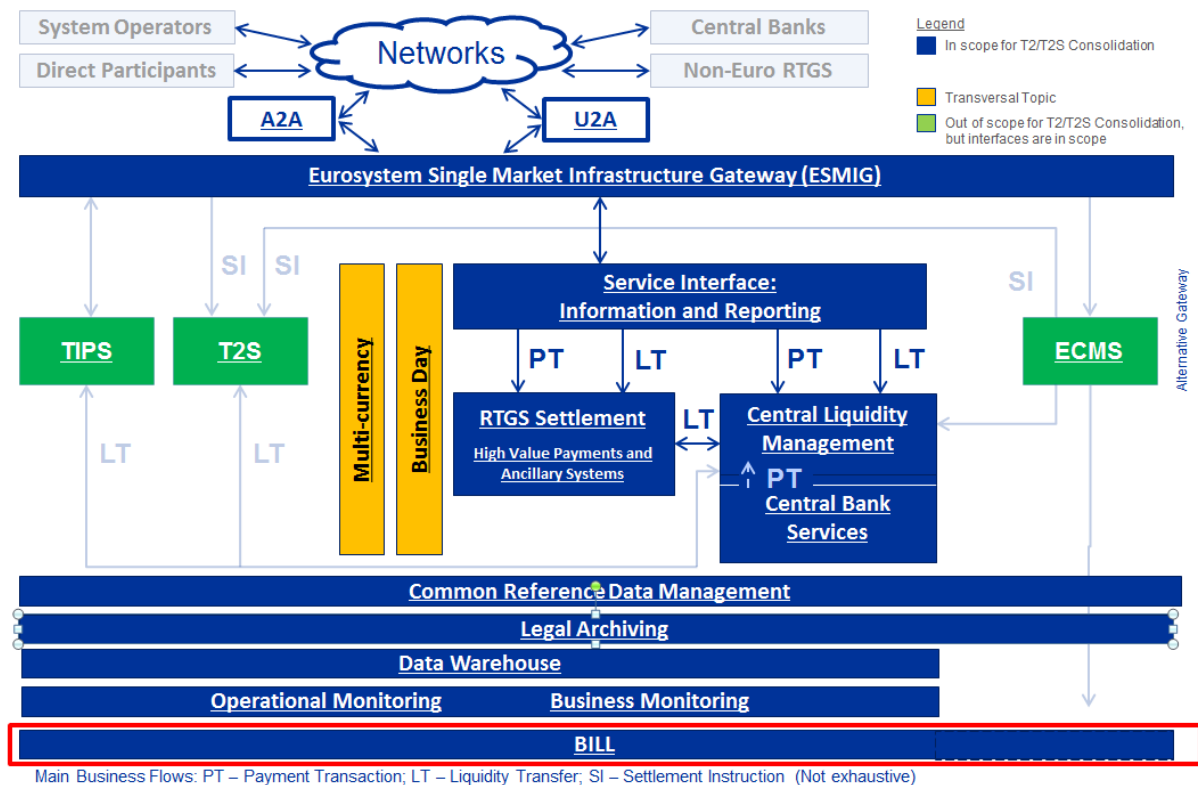 System Operators
Direct Participants
Networks
Central Banks
Non-Euro RTGS
Legend
In scope for T2/T2S Consolidation
Transversal Topic
Out of scope for T2/T2S Consolidation,
but interfaces are in scope
A2A
U2A
Eurosystem Single Market Infrastructure Gateway (ESMIG)
SI
SI
SI
Alternative Gateway
Service Interface:
Information and Reporting
TIPS
T2S
Multi-currency
Business Day
ECMS
PT
LT
PT
LT
RTGS Settlement
High Value Payments and
Ancillary Systems
LT
Central Liquidity
Management
PT
Central Bank
Services
LT
LT
Common Reference Data Management
Legal Archiving
Data Warehouse
Operational Monitoring
Business Monitoring
BILL
Main Business Flows: PT – Payment Transaction; LT – Liquidity Transfer; SI – Settlement Instruction (Not exhaustive)